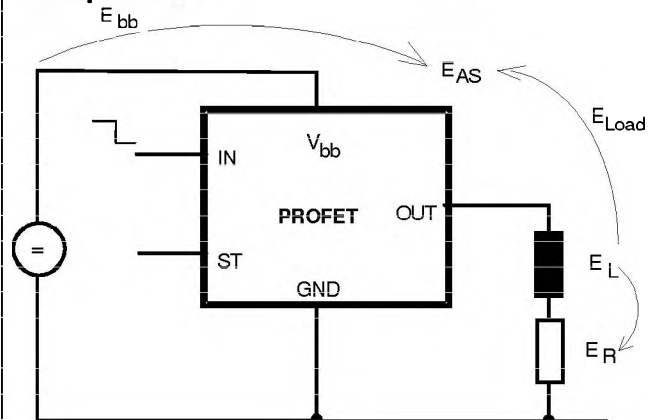 E bb
E AS
E Load
V bb
IN
PROFET
OUT
=
ST
E L
GND
E R